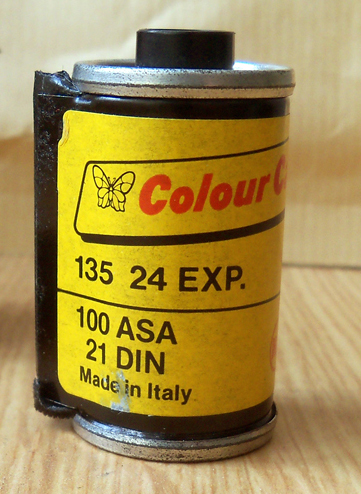 Colour
135 24 EXP.
100 ASA
21 DIN
Made in Italy